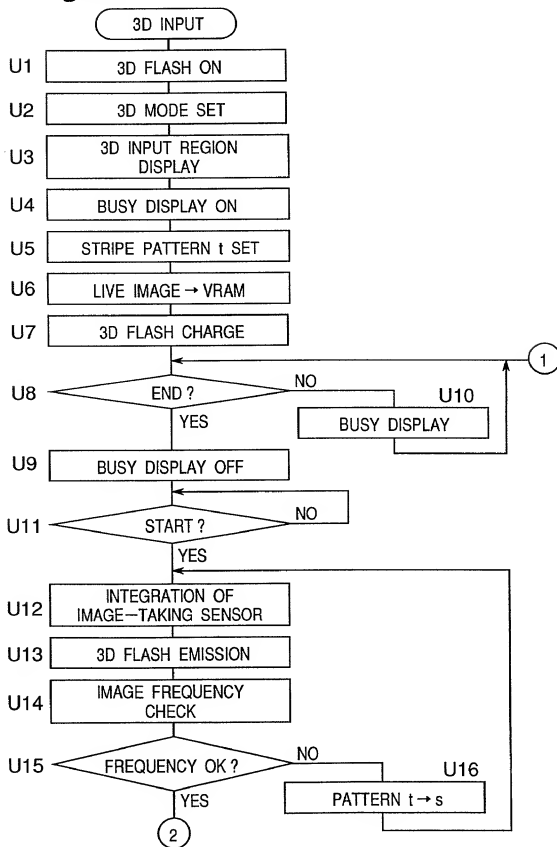 3D INPUT
U1 3D FLASH ON
U2 3D MODE SET
U3 3D INPUT REGION
DISPLAY
U4 BUSY DISPLAY ON
U5 STRIPE PATTERN t SET
U6 LIVE IMAGE → VRAM
U7 3D FLASH CHARGE
1
U8 END? NO U10
YES BUSY DISPLAY
U9 BUSY DISPLAY OFF
U11 START? NO
YES
U12 INTEGRATION OF
IMAGE-TAKING SENSOR
U13 3D FLASH EMISSION
U14 IMAGE FREQUENCY
CHECK
U15 FREQUENCY OK? NO U16
YES PATTERN t → s
2